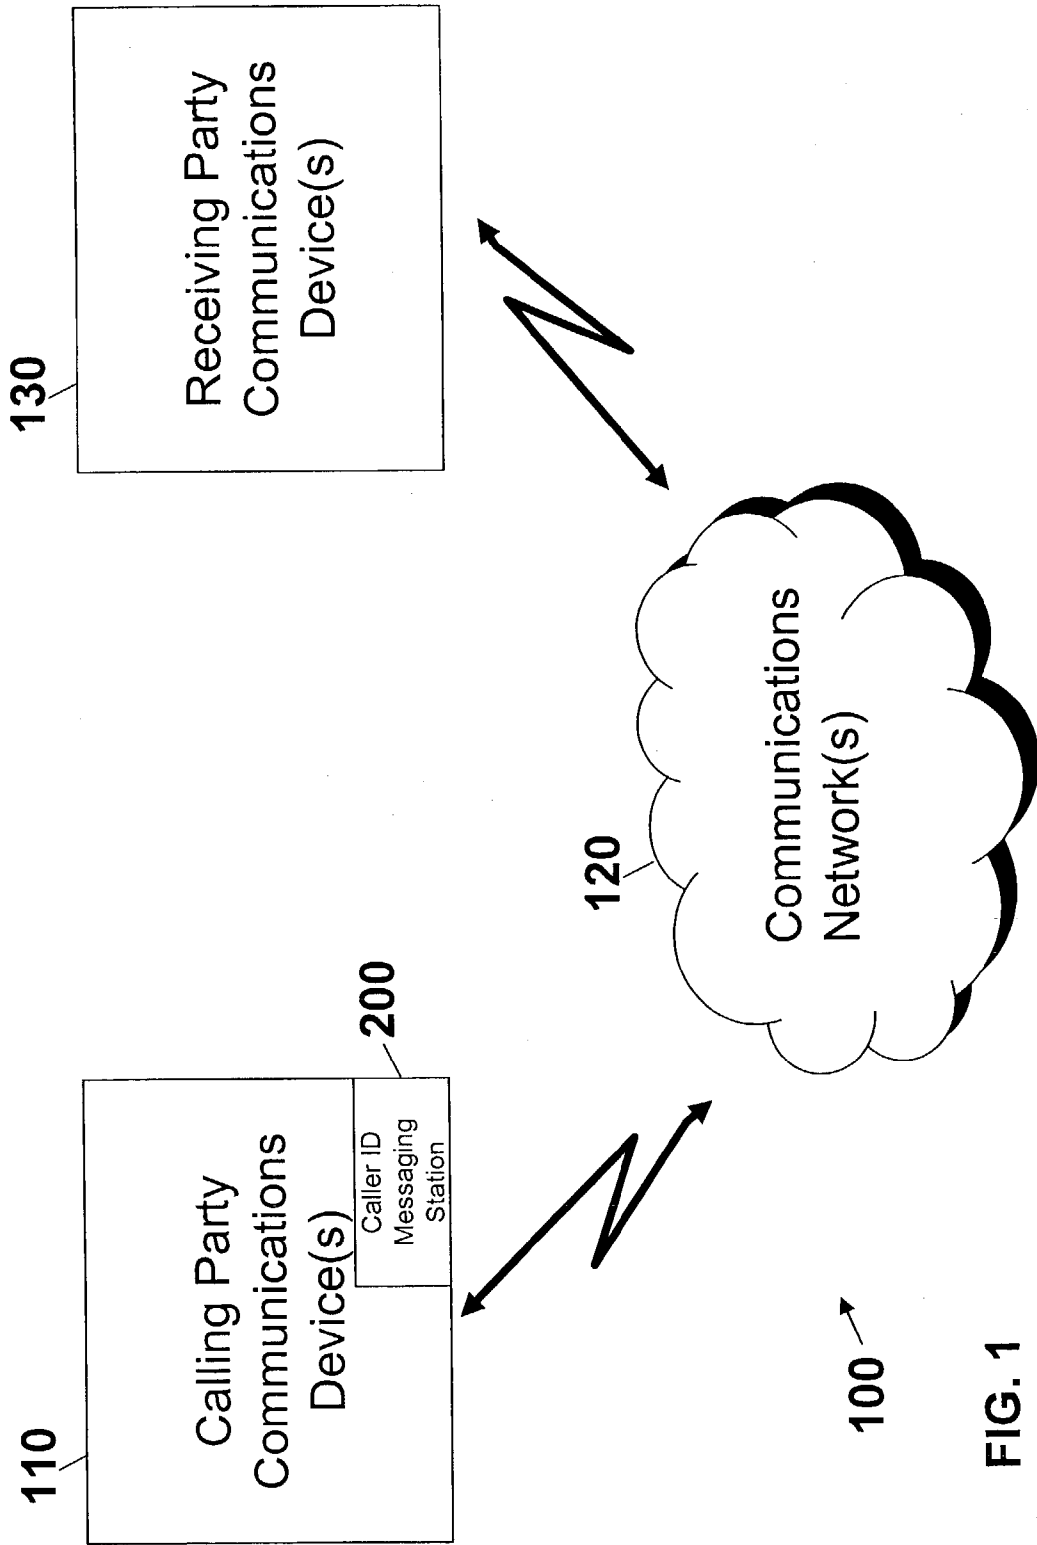 110
Calling Party
Communications
Device(s)
Caller ID
Messaging
Station
200
130
Receiving Party
Communications
Device(s)
120
Communications
Network(s)
100
FIG. 1